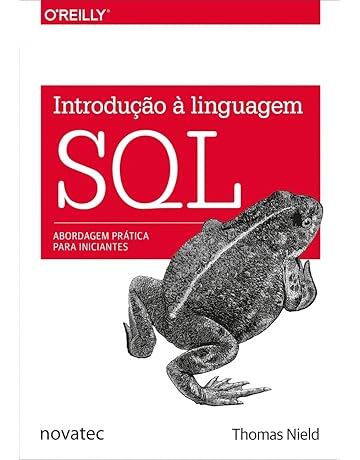 O'REILLY®
Introdução à linguagem
SQL
ABORDAGEM PRÁTICA
PARA INICIANTES
novatec
Thomas Nield